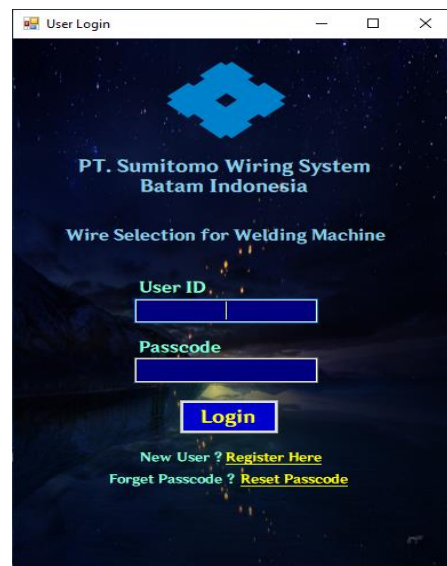 User Login
PT. Sumitomo Wiring System
Batam Indonesia
Wire Selection for Welding Machine
User ID
Passcode
Login
New User ? Register Here
Forget Passcode ? Reset Passcode